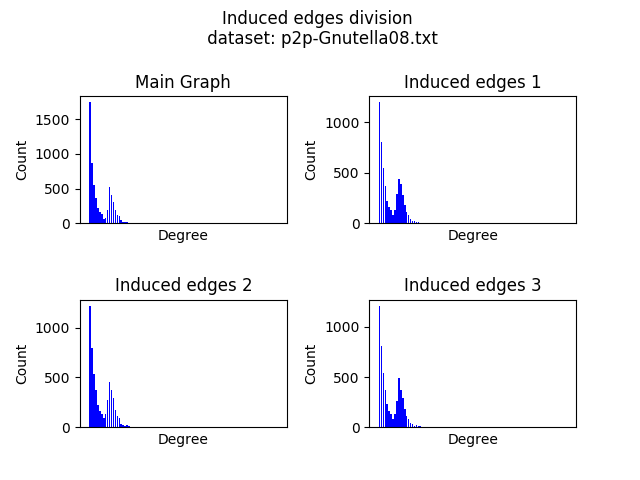 Induced edges division
dataset: p2p-Gnutella08.txt
Main Graph
1500
1000
500
0
Count
Degree
Induced edges 1
1000
500
0
Count
Degree
Induced edges 2
1000
500
0
Count
Degree
Induced edges 3
1000
500
0
Count
Degree